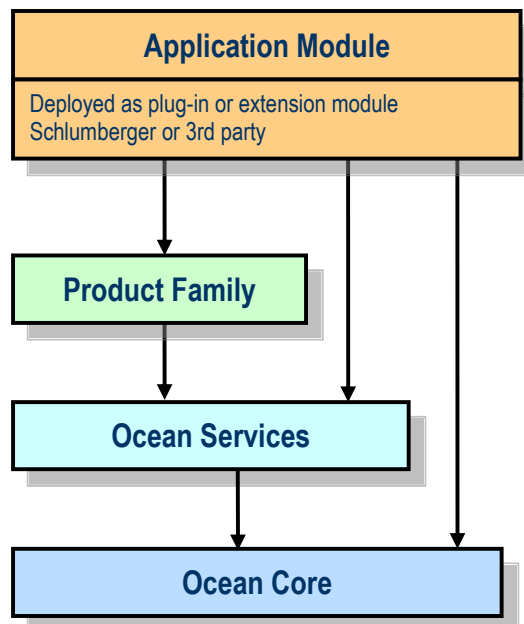 Application Module
Deployed as plug-in or extension module
Schlumberger or 3rd party
Product Family
Ocean Services
Ocean Core